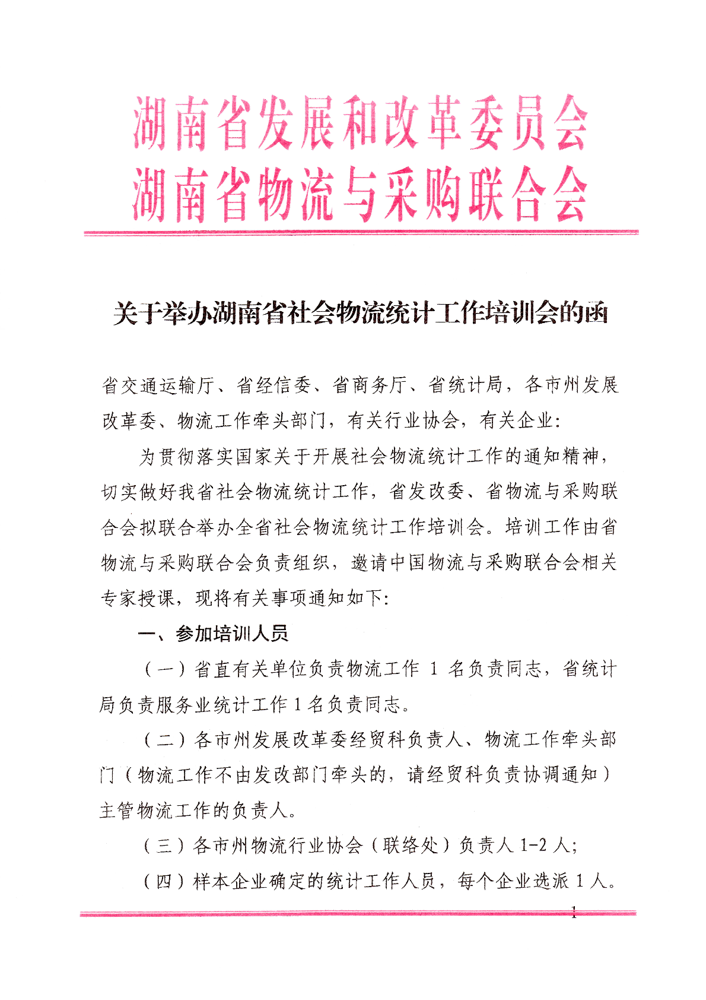 湖南省发展和改革委员会
湖南省物流与采购联合会
关于举办湖南省社会物流统计工作培训会的函
省交通运输厅、省经信委、省商务厅、省统计局，各市州发展
改革委、物流工作牵头部门，有关行业协会，有关企业：
为贯彻落实国家关于开展社会物流统计工作的通知精神，
切实做好我省社会物流统计工作，省发改委、省物流与采购联
合会拟联合举办全省社会物流统计工作培训会。培训工作由省
物流与采购联合会负责组织，邀请中国物流与采购联合会相关
专家授课，现将有关事项通知如下：
一、参加培训人员
（一）省直有关单位负责物流工作 1 名负责同志，省统计
局负责服务业统计工作 1 名负责同志。
（二）各市州发展改革委经贸科负责人、物流工作牵头部
门（物流工作不由发改部门牵头的，请经贸科负责协调通知）
主管物流工作的负责人。
（三）各市州物流行业协会（联络处）负责人 1-2 人；
（四）样本企业确定的统计工作人员，每个企业选派 1 人。
1